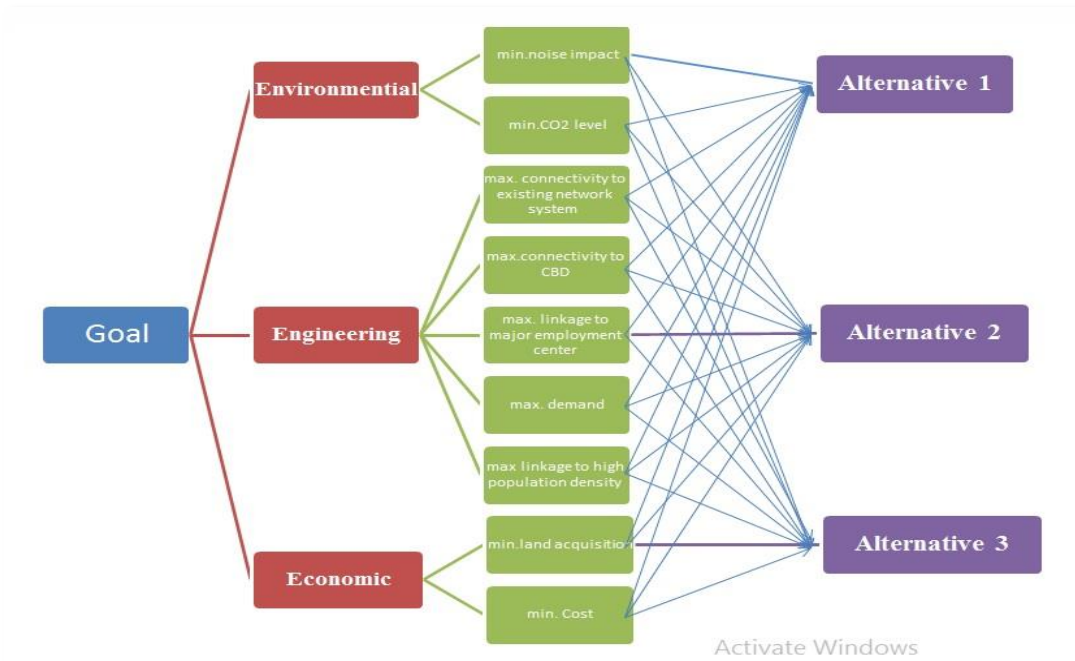 Goal
Environmential
Engineering
Economic
min.noise impact
min.CO2 level
max. connectivity to
existing network
system
max.connectivity to
CBD
max. linkage to
major employment
center
max. demand
max linkage to high
population density
min.land acquisition
min. Cost
Alternative 1
Alternative 2
Alternative 3
Activate Windows